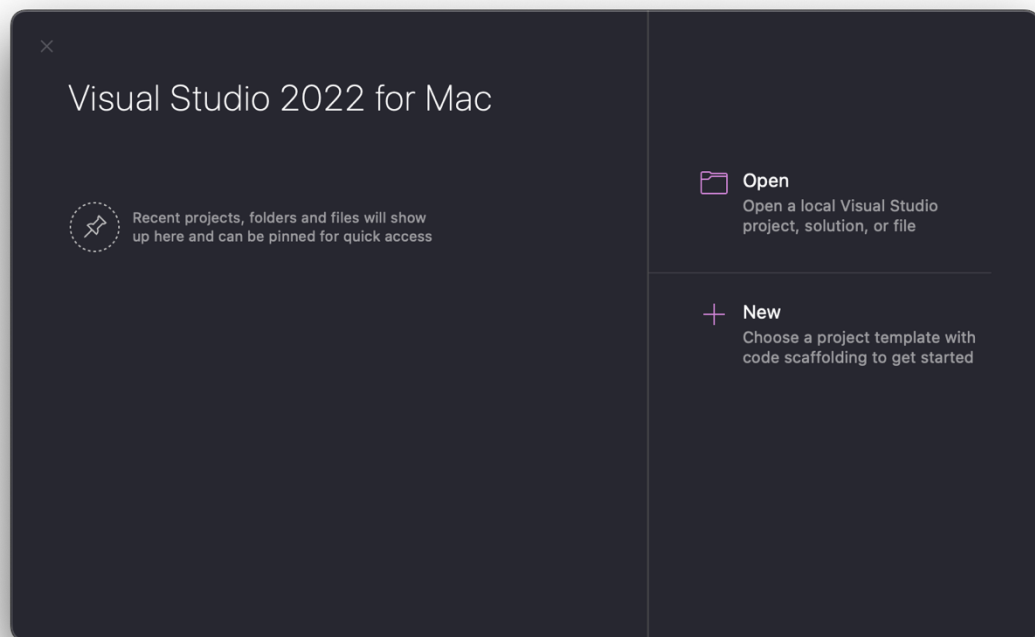 Visual Studio 2022 for Mac
Recent projects, folders and files will show
up here and can be pinned for quick access
Open
Open a local Visual Studio
project, solution, or file
New
Choose a project template with
code scaffolding to get started